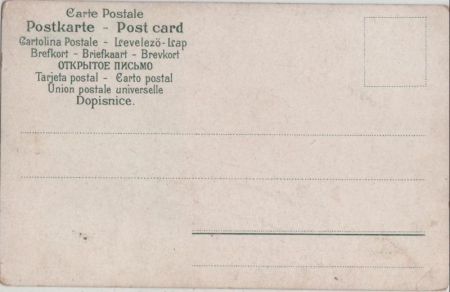 Carte Postale
Postkarte - Post card
Cartolina Postale - Levelező-Lap
Brefkort - Briefkaart - Brevkort
ОТКРЫТОЕ ПИСЬМО
Tarjeta postal - Carto postal
Union postale universelle
Dopisnice.